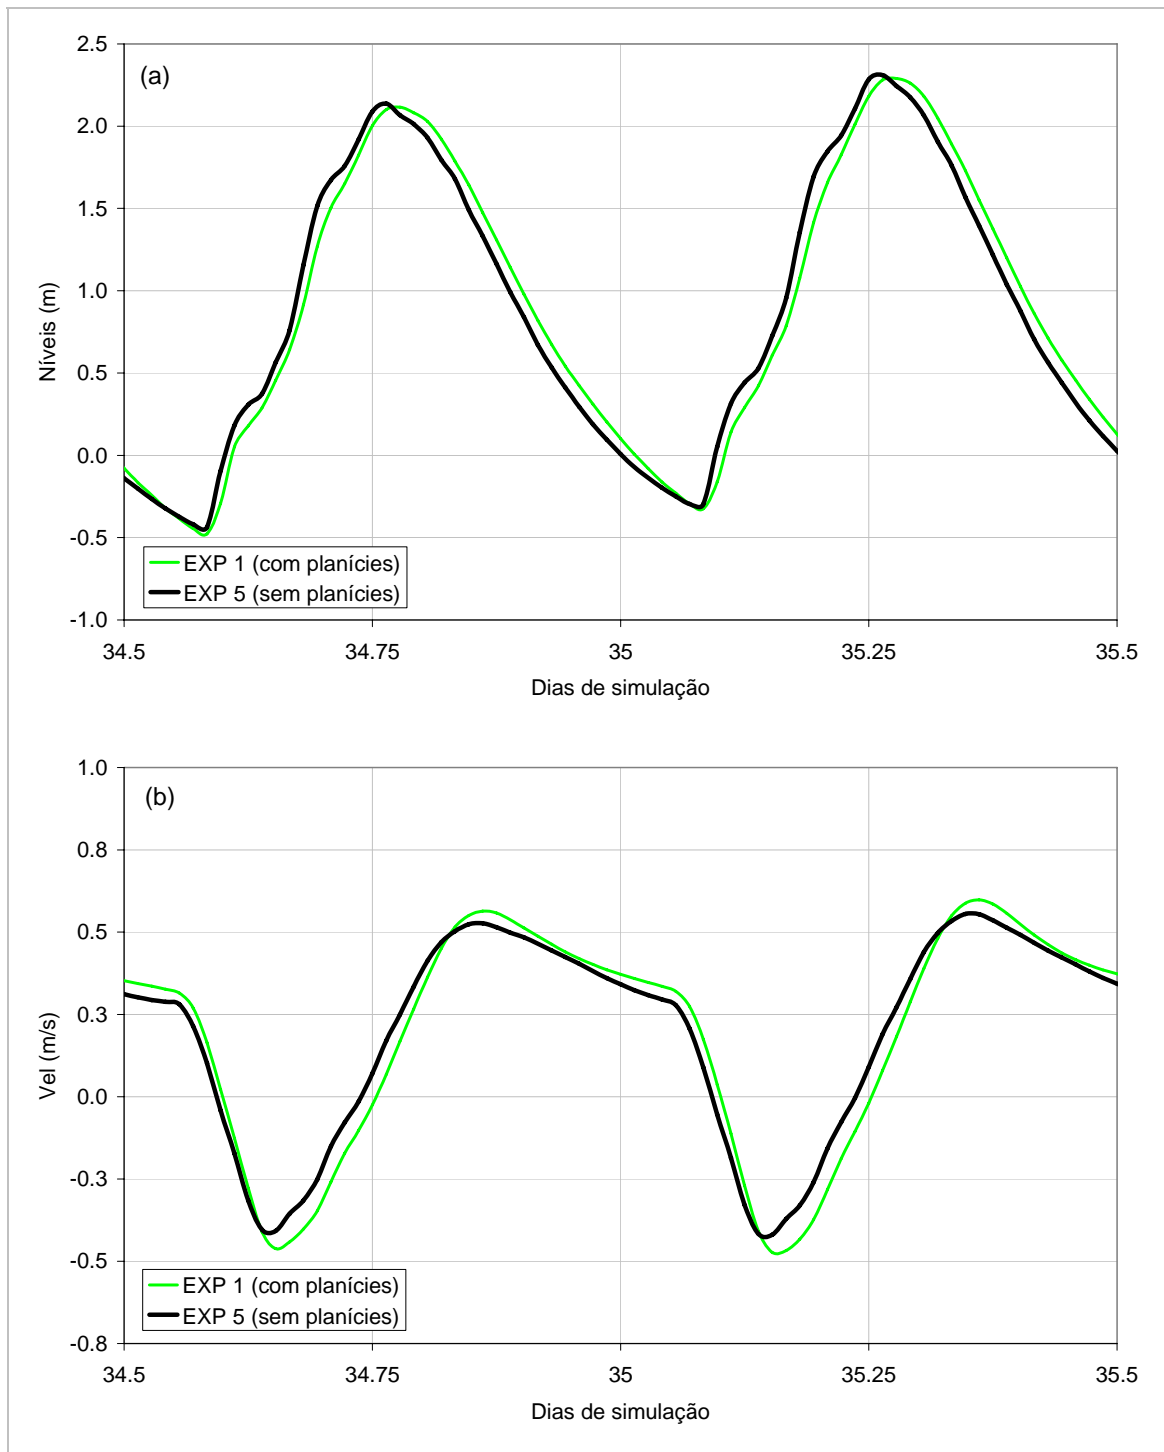 (a)
2.5
2.0
1.5
1.0
0.5
0.0
-0.5
-1.0
Níveis (m)
EXP 1 (com planícies)
EXP 5 (sem planícies)
34.5 34.75 35 35.25 35.5
Dias de simulação
(b)
1.0
0.8
0.5
0.3
0.0
-0.3
-0.5
-0.8
Vel (m/s)
EXP 1 (com planícies)
EXP 5 (sem planícies)
34.5 34.75 35 35.25 35.5
Dias de simulação